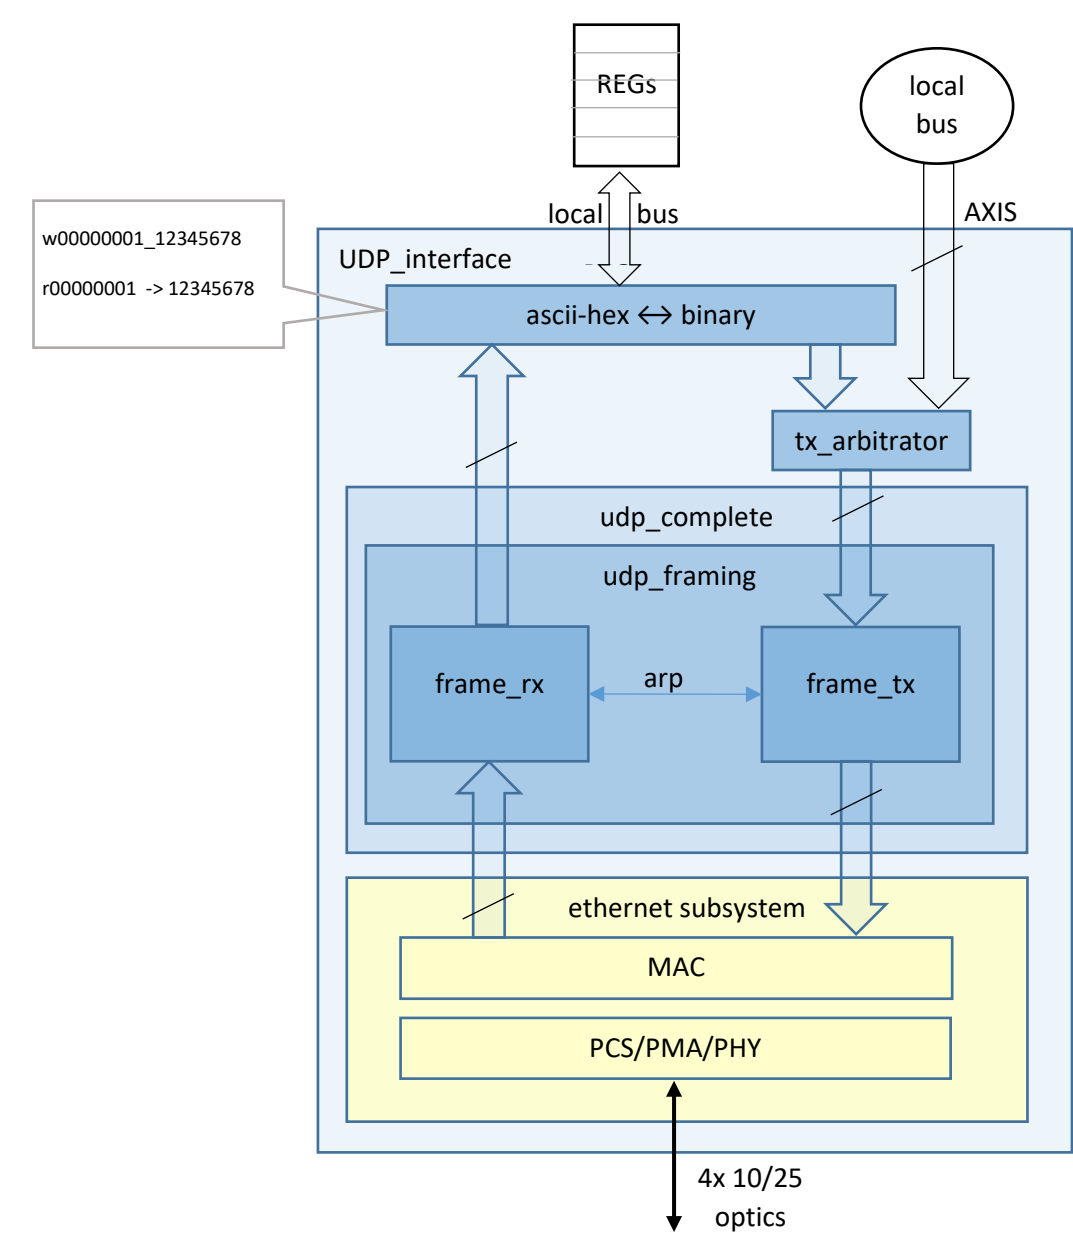 REGs
local
bus
local bus
AXIS
w00000001_12345678
r00000001 -> 12345678
UDP_interface
ascii-hex ↔ binary
tx_arbitrator
udp_complete
udp_framing
frame_rx
arp
frame_tx
ethernet subsystem
MAC
PCS/PMA/PHY
4x 10/25
optics